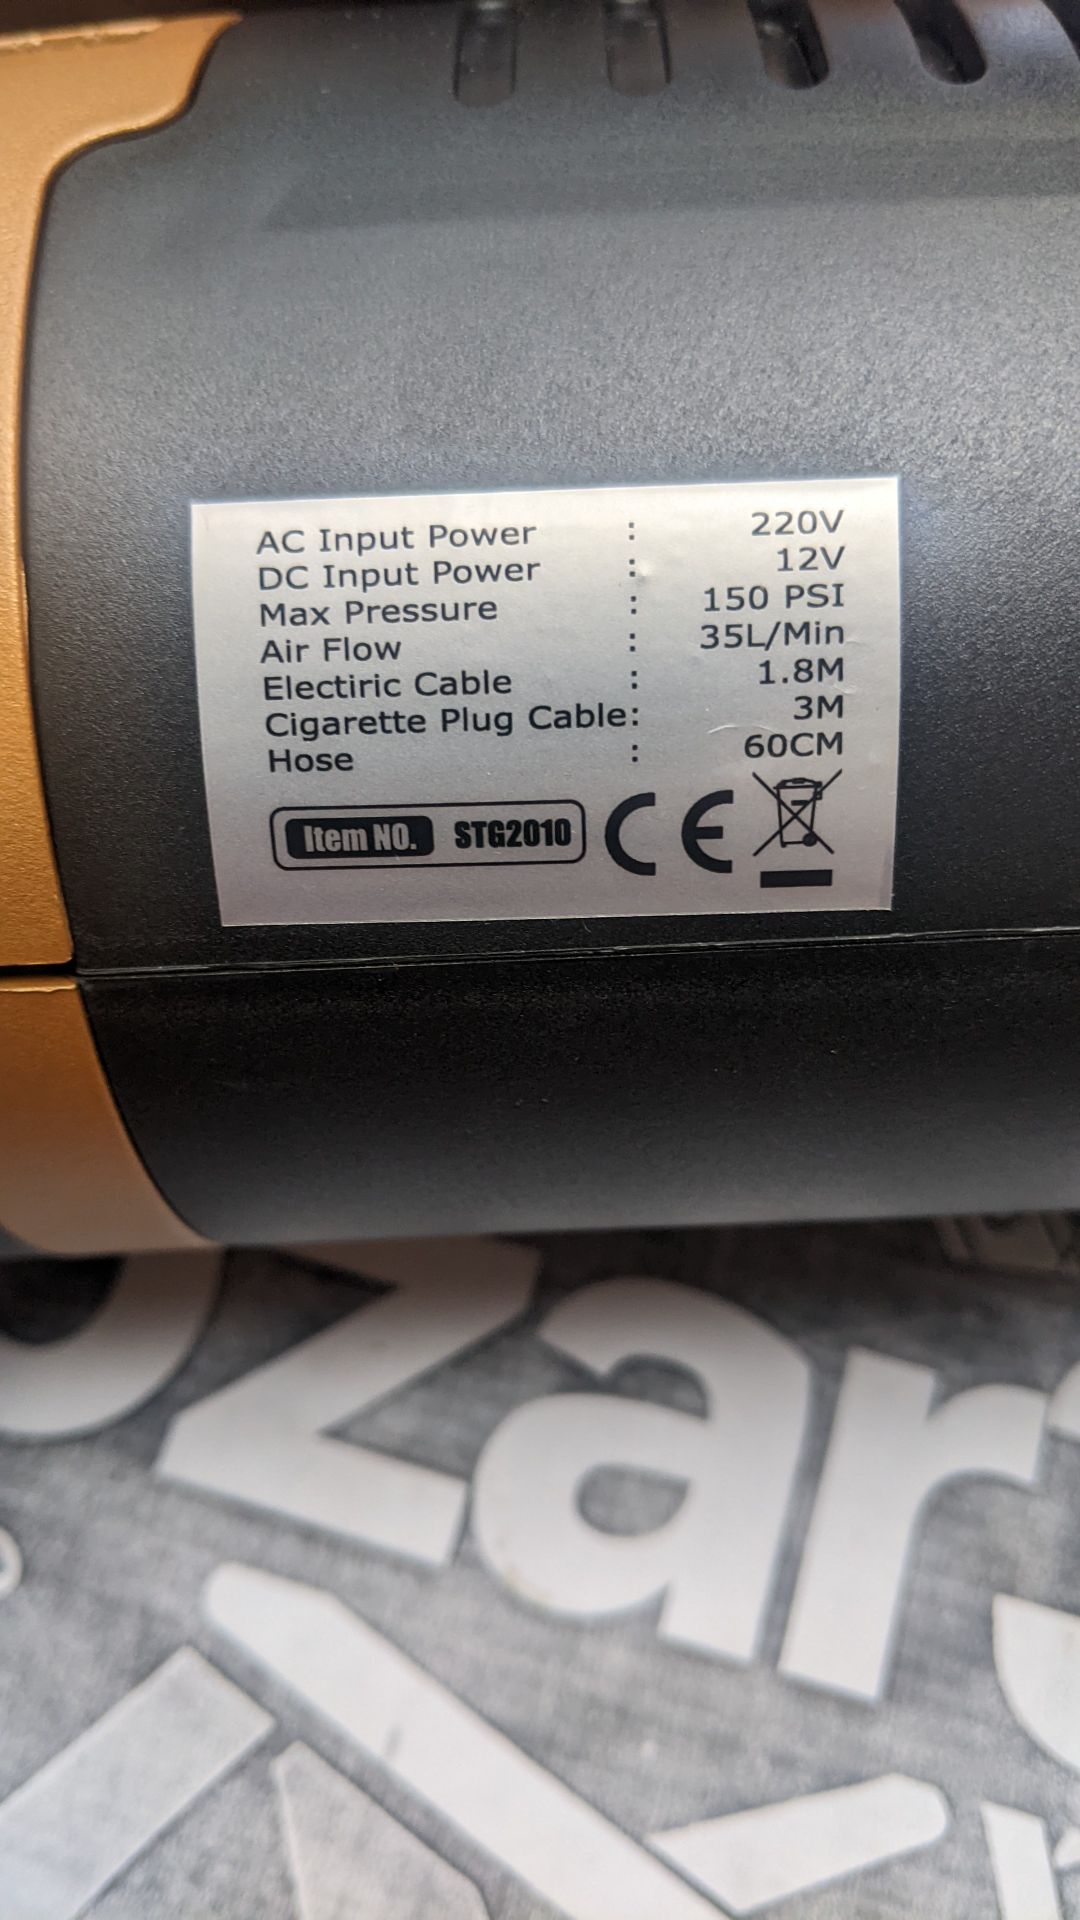 AC Input Power : 220V
DC Input Power : 12V
Max Pressure : 150 PSI
Air Flow : 35L/Min
Electiric Cable : 1.8M
Cigarette Plug Cable: 3M
Hose : 60CM
Item NO. STG2010 CE
zar